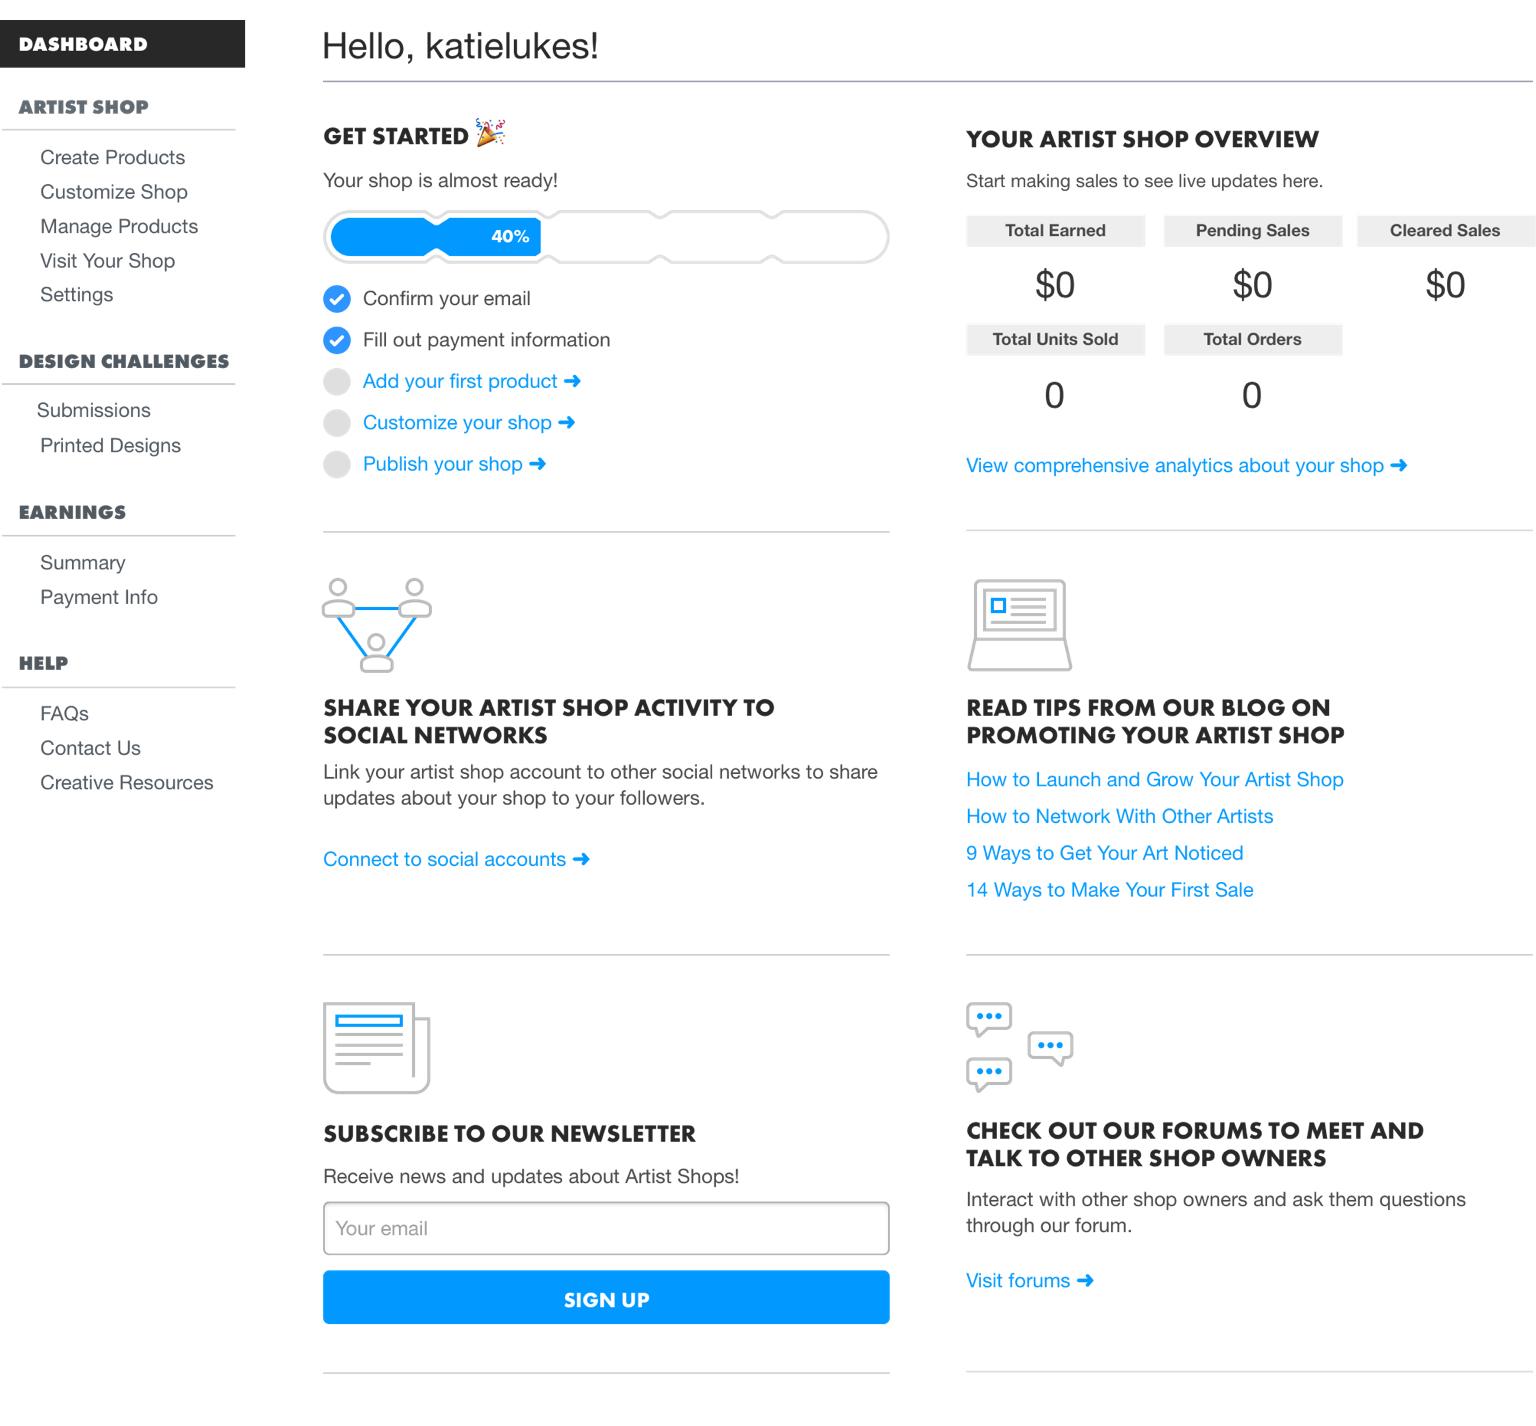 DASHBOARD
ARTIST SHOP
Create Products
Customize Shop
Manage Products
Visit Your Shop
Settings
DESIGN CHALLENGES
Submissions
Printed Designs
EARNINGS
Summary
Payment Info
HELP
FAQs
Contact Us
Creative Resources
Hello, katielukes!
GET STARTED
Your shop is almost ready!
40%
Confirm your email
Fill out payment information
Add your first product
Customize your shop
Publish your shop
YOUR ARTIST SHOP OVERVIEW
Start making sales to see live updates here.
Total Earned Pending Sales Cleared Sales
$0 $0 $0
Total Units Sold Total Orders
0 0
View comprehensive analytics about your shop
SHARE YOUR ARTIST SHOP ACTIVITY TO
SOCIAL NETWORKS
Link your artist shop account to other social networks to share
updates about your shop to your followers.
Connect to social accounts
READ TIPS FROM OUR BLOG ON
PROMOTING YOUR ARTIST SHOP
How to Launch and Grow Your Artist Shop
How to Network With Other Artists
9 Ways to Get Your Art Noticed
14 Ways to Make Your First Sale
SUBSCRIBE TO OUR NEWSLETTER
Receive news and updates about Artist Shops!
Your email
SIGN UP
CHECK OUT OUR FORUMS TO MEET AND
TALK TO OTHER SHOP OWNERS
Interact with other shop owners and ask them questions
through our forum.
Visit forums